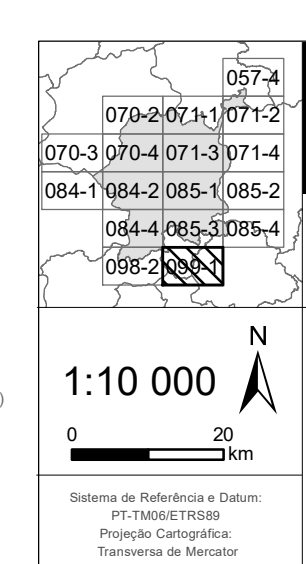 057-4
070-2 071-1 071-2
070-3 070-4 071-3 071-4
084-1 084-2 085-1 085-2
084-4 085-3 085-4
098-2 099-1
N
1:10 000
0 20
km
)
Sistema de Referência e Datum:
PT-TM06/ETRS89
Projeção Cartográfica:
Transversa de Mercator